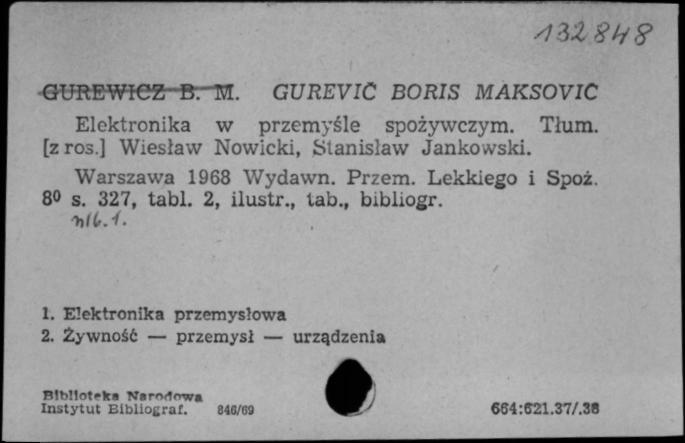 132848
GUREWICZ B. M. GUREVIČ BORIS MAKSOVIČ
Elektronika w przemyśle spożywczym. Tłum.
[z ros.] Wiesław Nowicki, Stanisław Jankowski.
Warszawa 1968 Wydawn. Przem. Lekkiego i Spoż.
8⁰ s. 327, tabl. 2, ilustr., tab., bibliogr.
nlb. 1.
1. Elektronika przemysłowa
2. Żywność — przemysł — urządzenia
Biblioteka Narodowa
Instytut Bibliograf. 846/69 664:621.37/.38